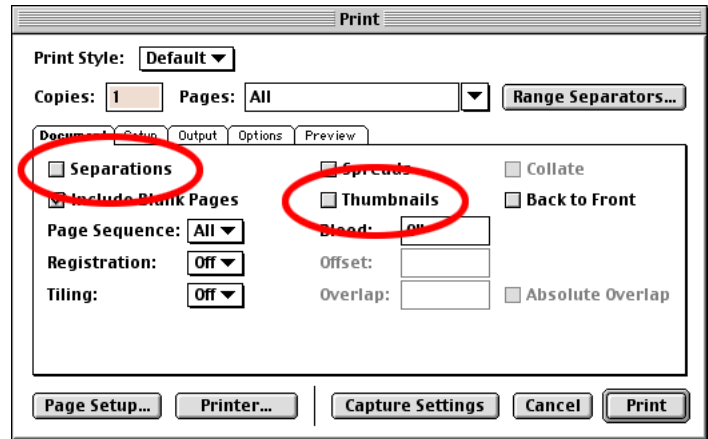 Print
Print Style: Default
Copies: 1 Pages: All Range Separators...
Document Setup Output Options Preview
Separations Spreads Collate
Include Blank Pages Thumbnails Back to Front
Page Sequence: All Bleed: 0"
Registration: Off Offset:
Tiling: Off Overlap: Absolute Overlap
Page Setup... Printer... Capture Settings Cancel Print